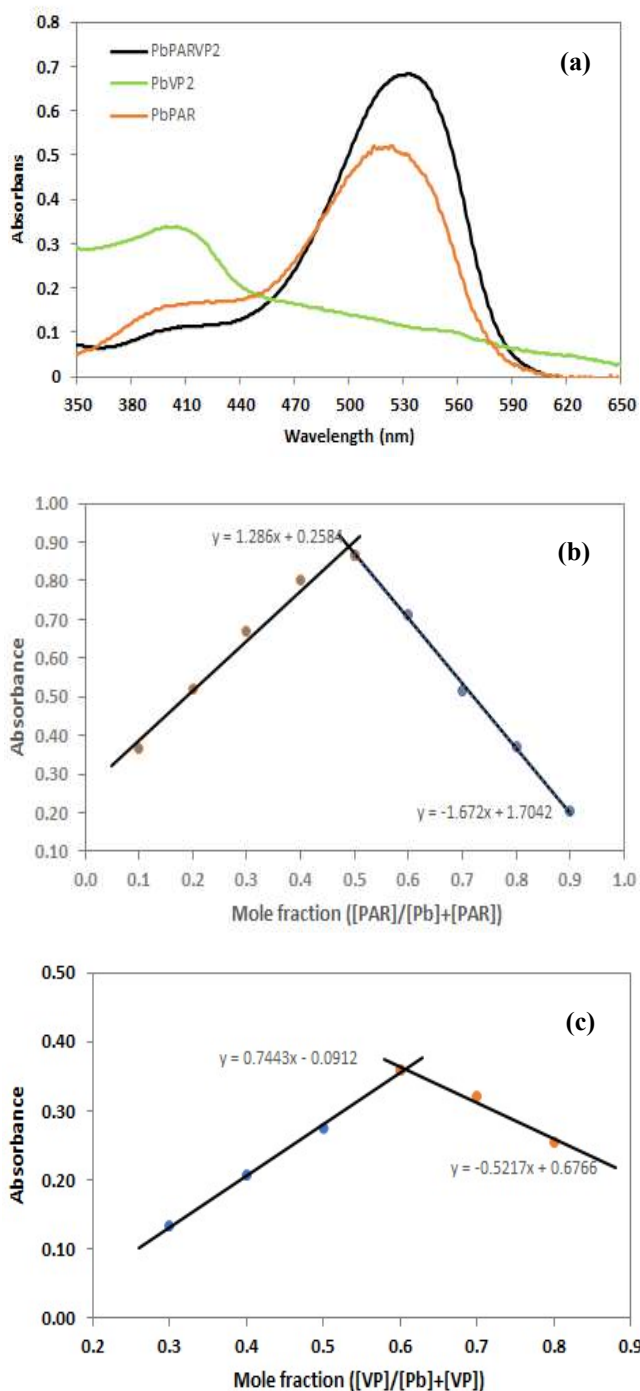 (a)
PbPARVP2
PbVP2
PbPAR
0.8
0.7
0.6
0.5
0.4
0.3
0.2
0.1
0
Absorbans
350 380 410 440 470 500 530 560 590 620 650
Wavelength (nm)
(b)
1.00
0.90
0.80
0.70
0.60
0.50
0.40
0.30
0.20
0.10
Absorbance
y = 1.286x + 0.2584
y = -1.672x + 1.7042
0.0 0.1 0.2 0.3 0.4 0.5 0.6 0.7 0.8 0.9 1.0
Mole fraction ([PAR]/[Pb]+[PAR])
(c)
0.50
0.40
0.30
0.20
0.10
0.00
Absorbance
y = 0.7443x - 0.0912
y = -0.5217x + 0.6766
0.2 0.3 0.4 0.5 0.6 0.7 0.8 0.9
Mole fraction ([VP]/[Pb]+[VP])